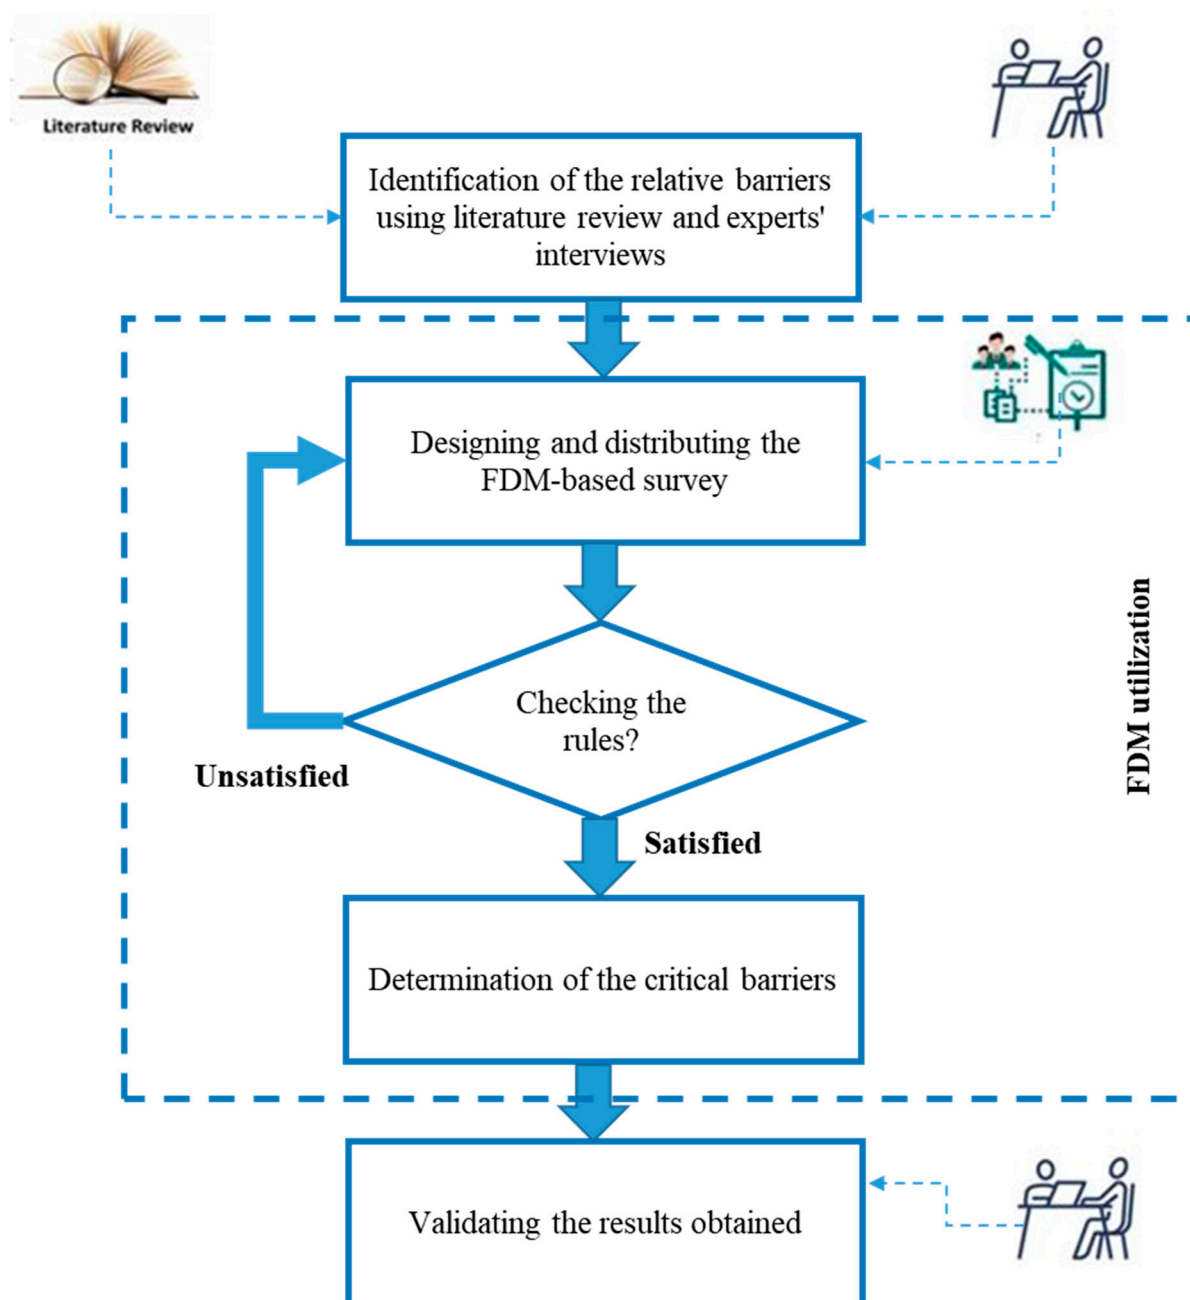 Literature Review
Identification of the relative barriers
using literature review and experts'
interviews
Designing and distributing the
FDM-based survey
Checking the
rules?
Unsatisfied
Satisfied
FDM utilization
Determination of the critical barriers
Validating the results obtained